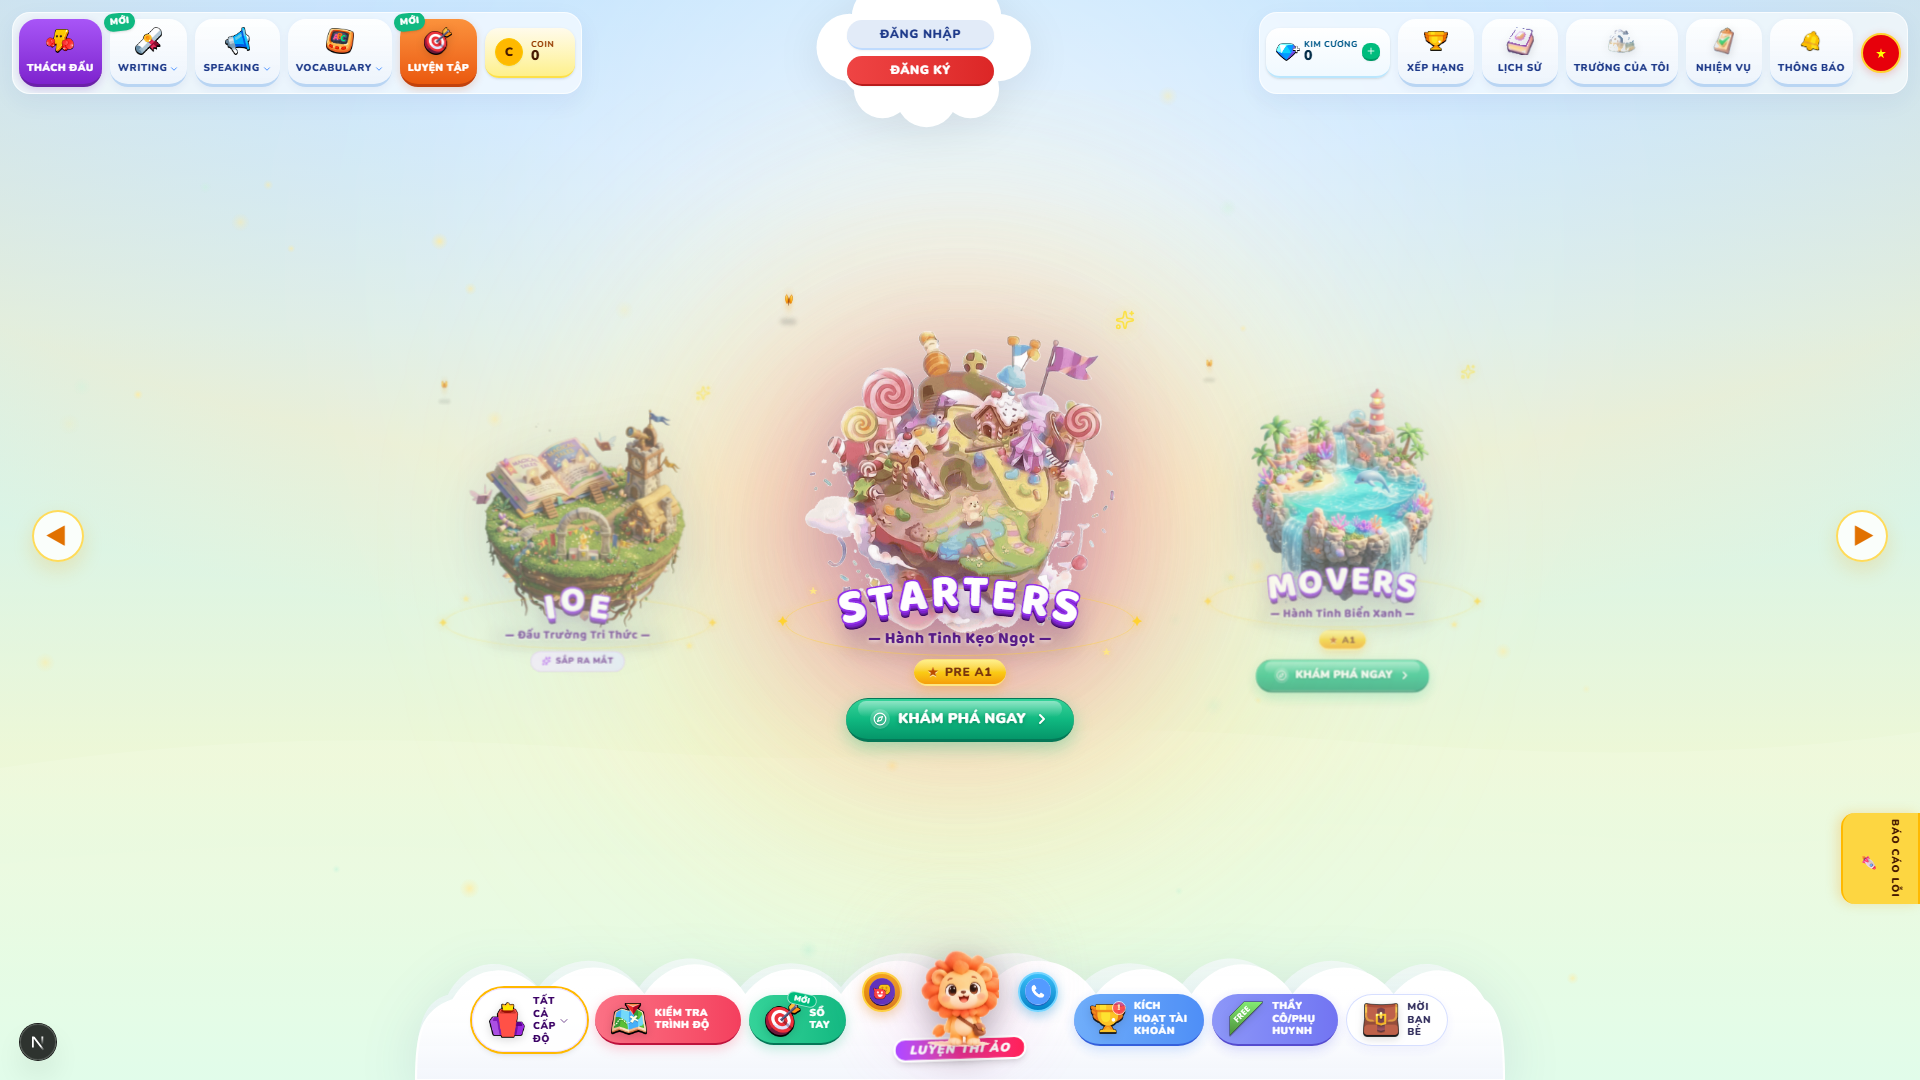 MỚI
MỚI
THÁCH ĐẤU
WRITING
SPEAKING
VOCABULARY
LUYỆN TẬP
C
COIN
0
ĐĂNG NHẬP
ĐĂNG KÝ
KIM CƯƠNG
0
+
XẾP HẠNG
LỊCH SỬ
TRƯỜNG CỦA TÔI
NHIỆM VỤ
THÔNG BÁO
IOE
— Đấu Trường Tri Thức —
SẮP RA MẮT
STARTERS
— Hành Tinh Kẹo Ngọt —
PRE A1
KHÁM PHÁ NGAY
MOVERS
— Hành Tinh Biển Xanh —
A1
KHÁM PHÁ NGAY
BÁO CÁO LỖI
N
TẤT
CẢ
CẤP
ĐỘ
KIỂM TRA
TRÌNH ĐỘ
MỚI
SỔ
TAY
LUYỆN THI ẢO
KÍCH
HOẠT TÀI
KHOẢN
FREE
THẦY
CÔ/PHỤ
HUYNH
MỜI
BẠN
BÈ